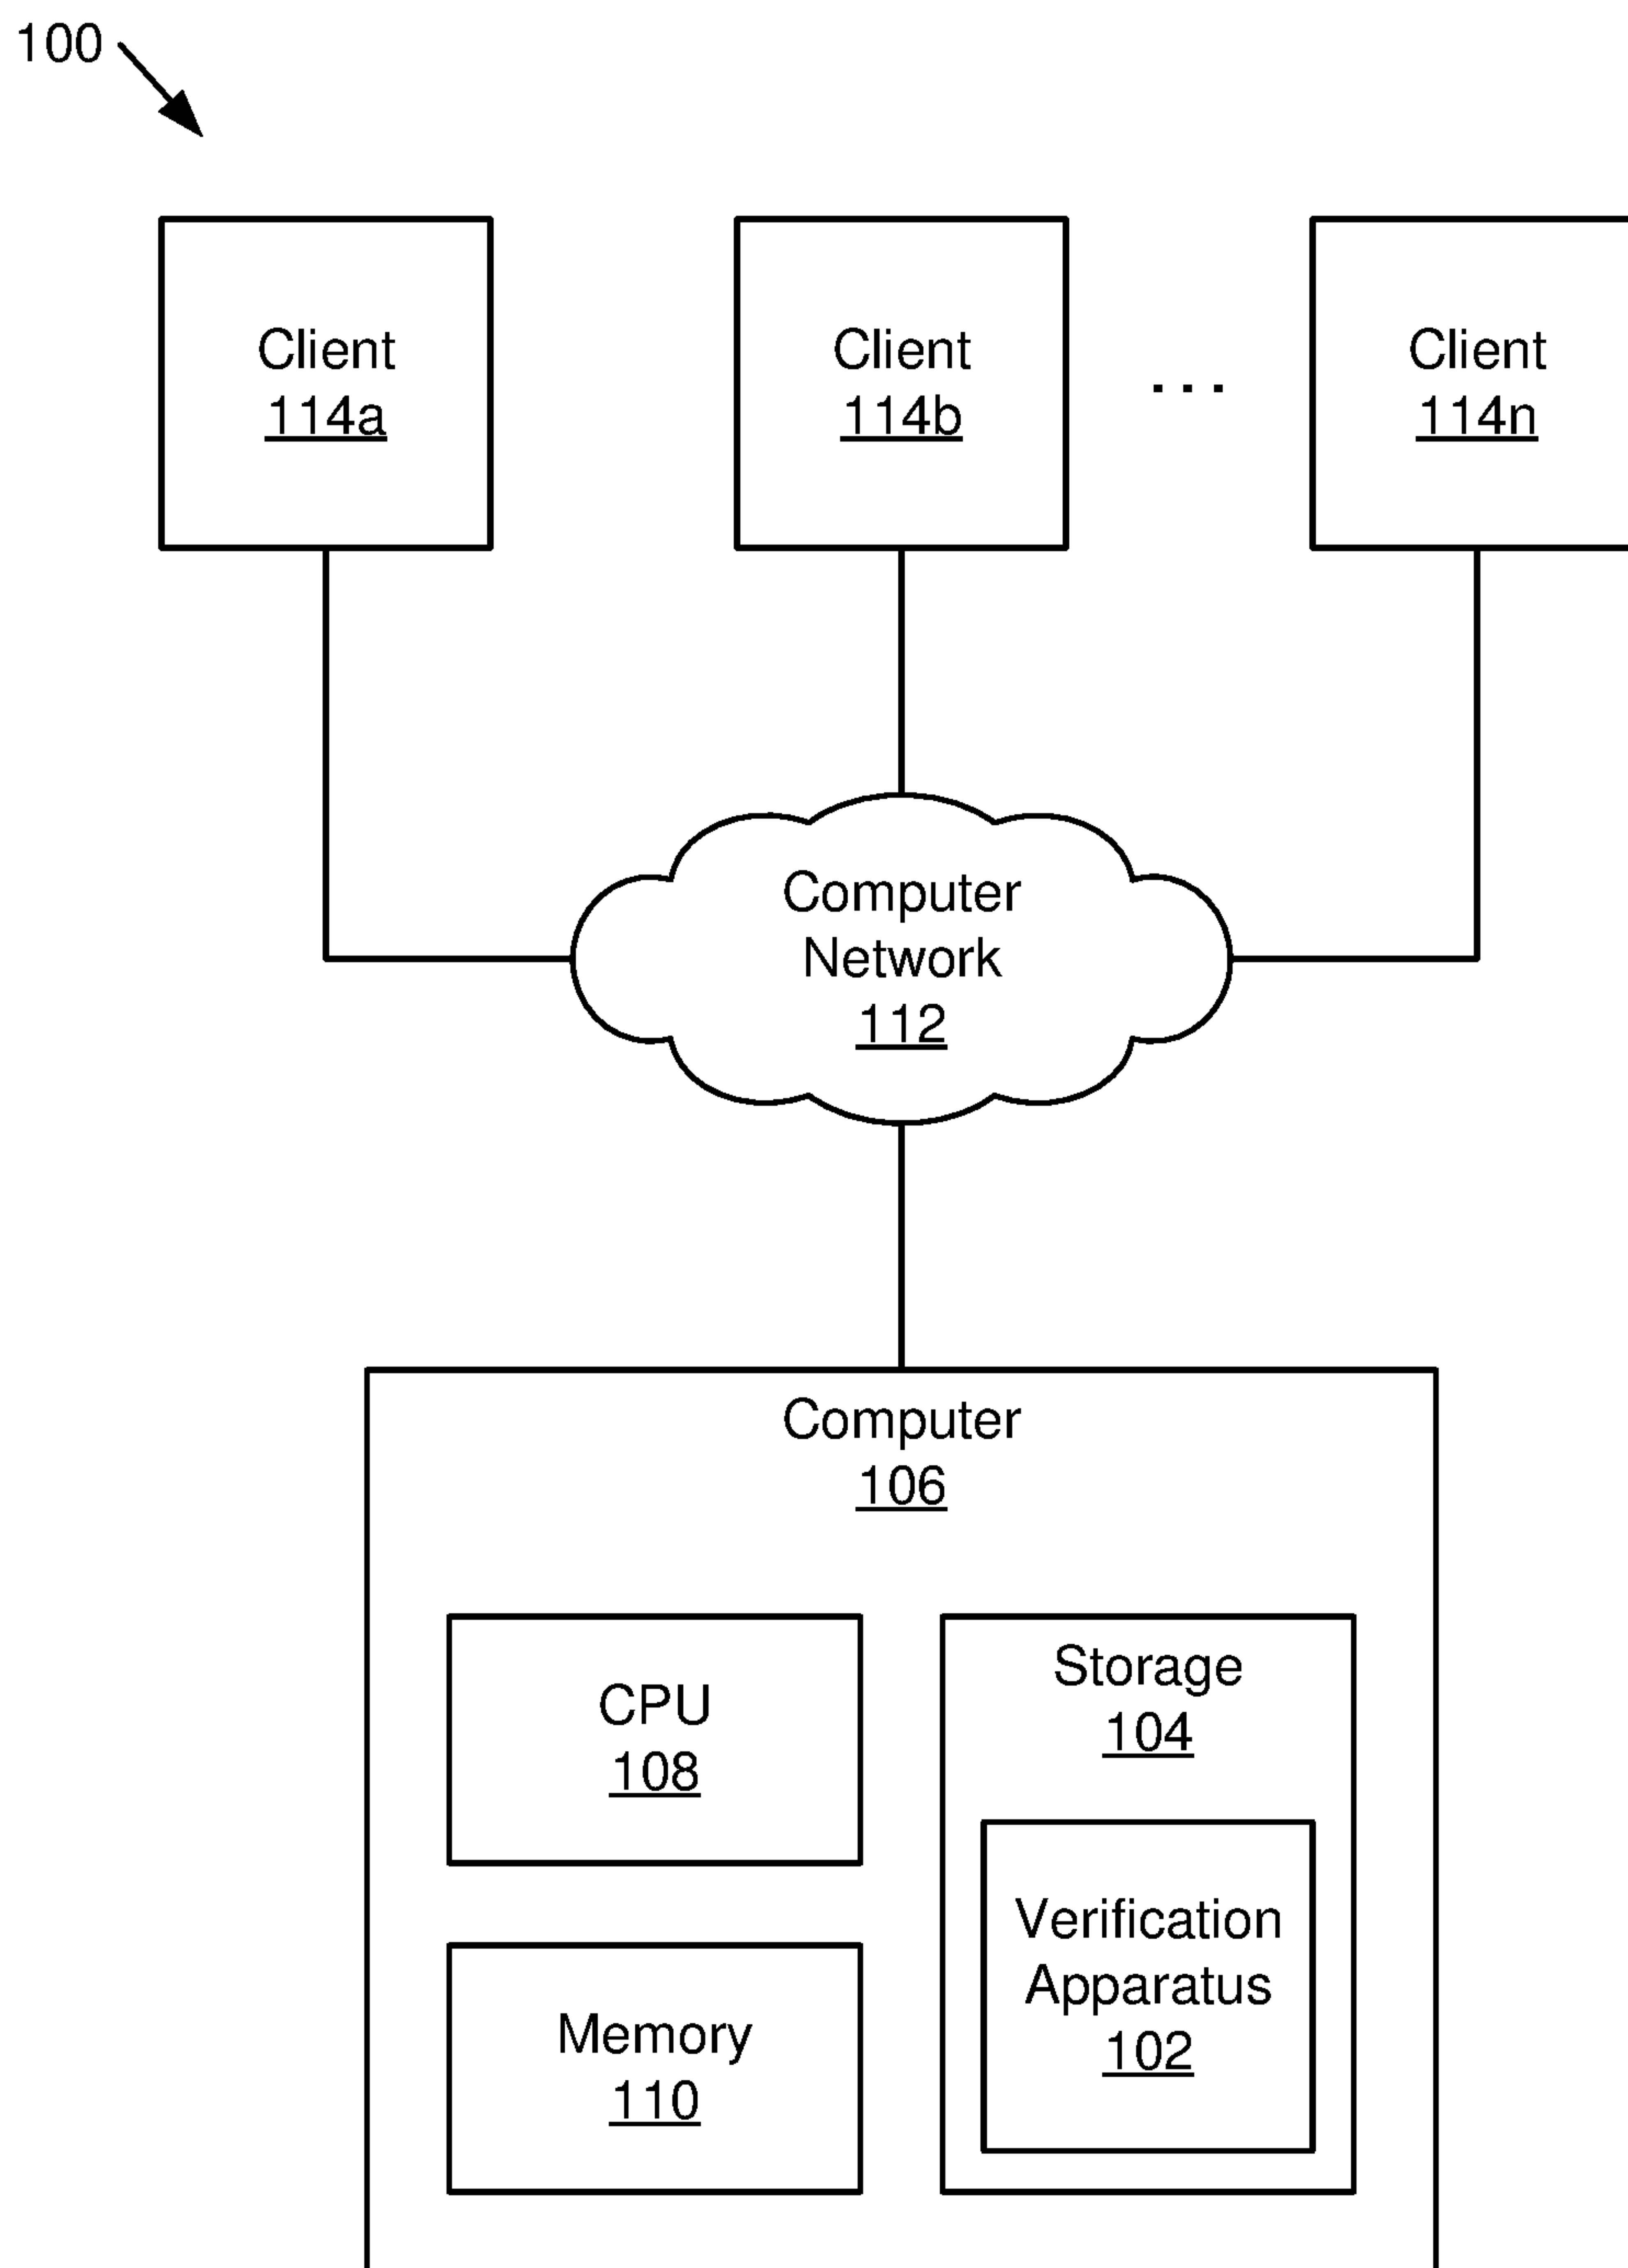 100
Client
114a
Client
114b
...
Client
114n
Computer
Network
112
Computer
106
CPU
108
Memory
110
Storage
104
Verification
Apparatus
102